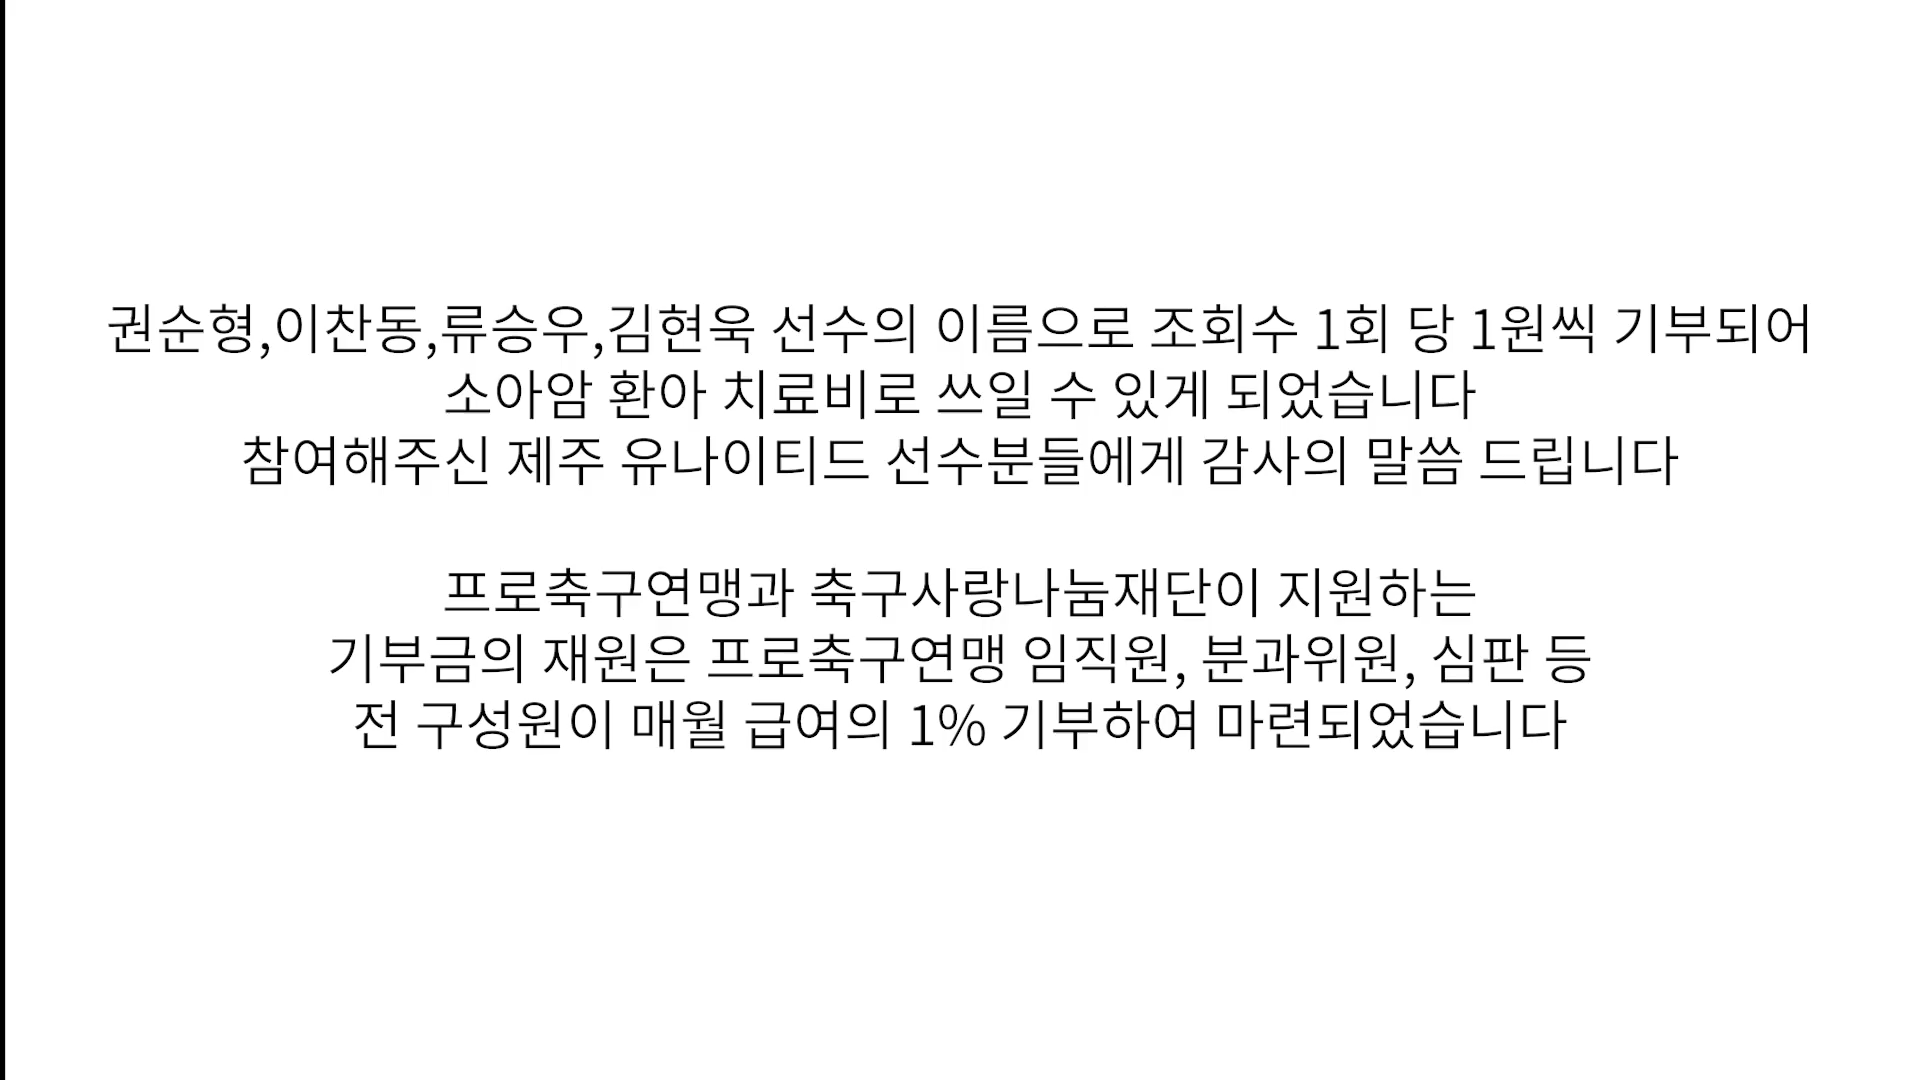 권순형,이찬동,류승우,김현욱 선수의 이름으로 조회수 1회 당 1원씩 기부되어
소아암 환아 치료비로 쓰일 수 있게 되었습니다
참여해주신 제주 유나이티드 선수분들에게 감사의 말씀 드립니다
프로축구연맹과 축구사랑나눔재단이 지원하는
기부금의 재원은 프로축구연맹 임직원, 분과위원, 심판 등
전 구성원이 매월 급여의 1% 기부하여 마련되었습니다